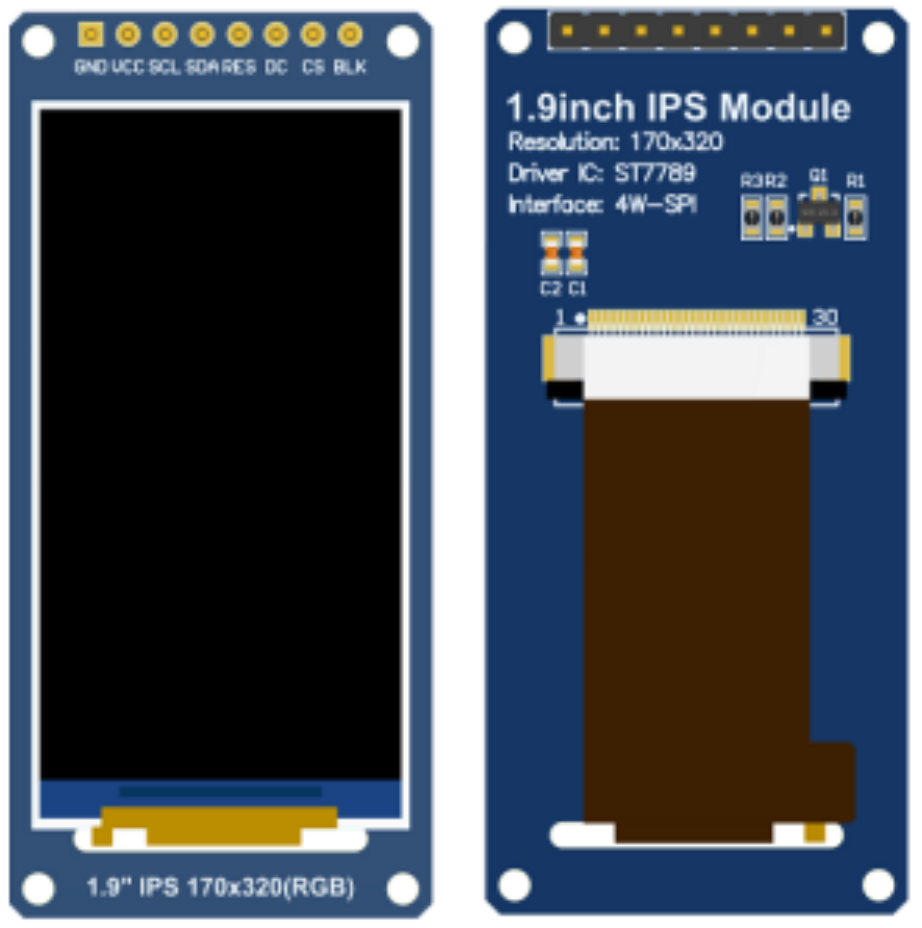 GND VCC SCL SDA RES DC CS BLK
1.9" IPS 170x320(RGB)
1.9inch IPS Module
Resolution: 170x320
Driver IC: ST7789
Interface: 4W-SPI
R3 R2 Q1 R1
C2 C1
1 30